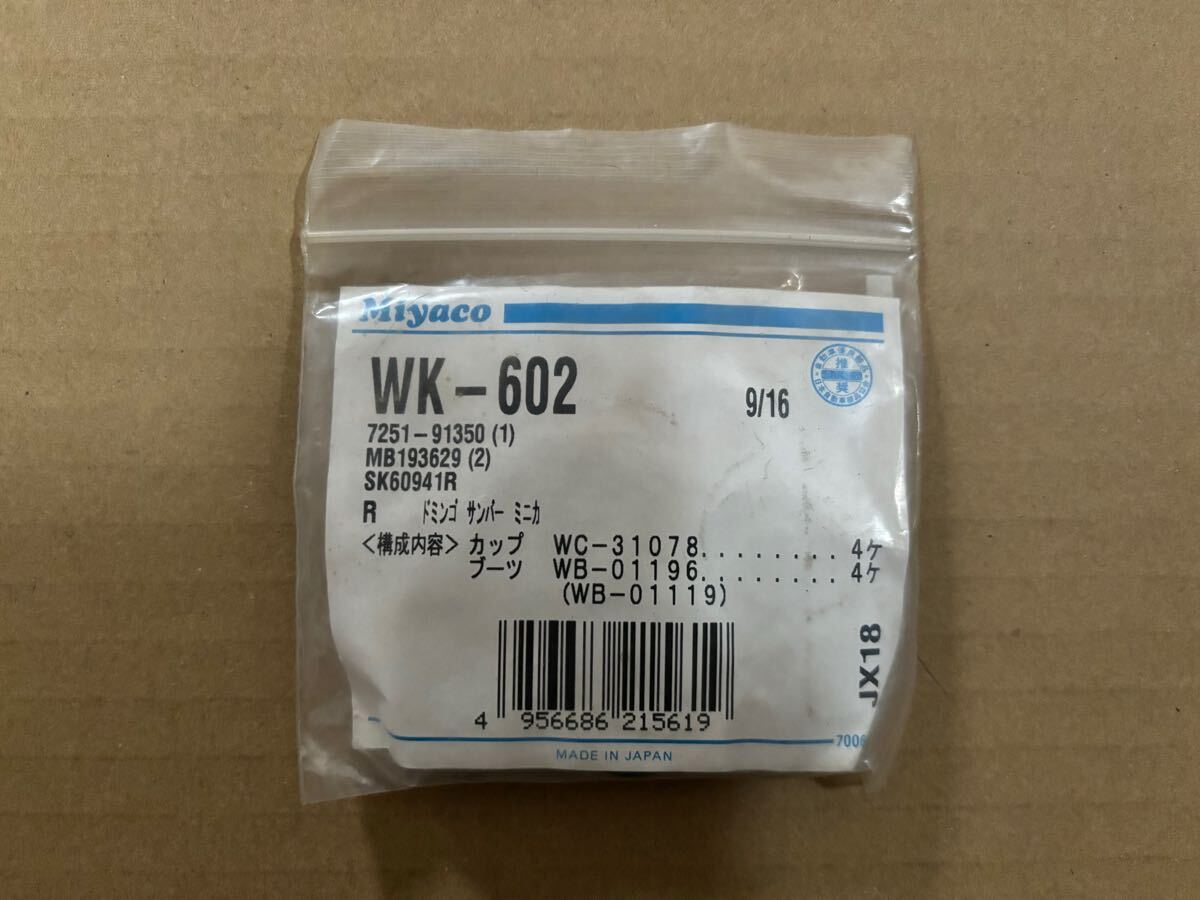 Miyaco
WK-602
9/16
推
奨
7251-91350 (1)
MB193629 (2)
SK60941R
R ドミンゴ サンバー ミニカ
<構成内容> カップ WC-31078......... 4ケ
ブーツ WB-01196......... 4ケ
(WB-01119)
JX18
4 956686 215619
7006
MADE IN JAPAN